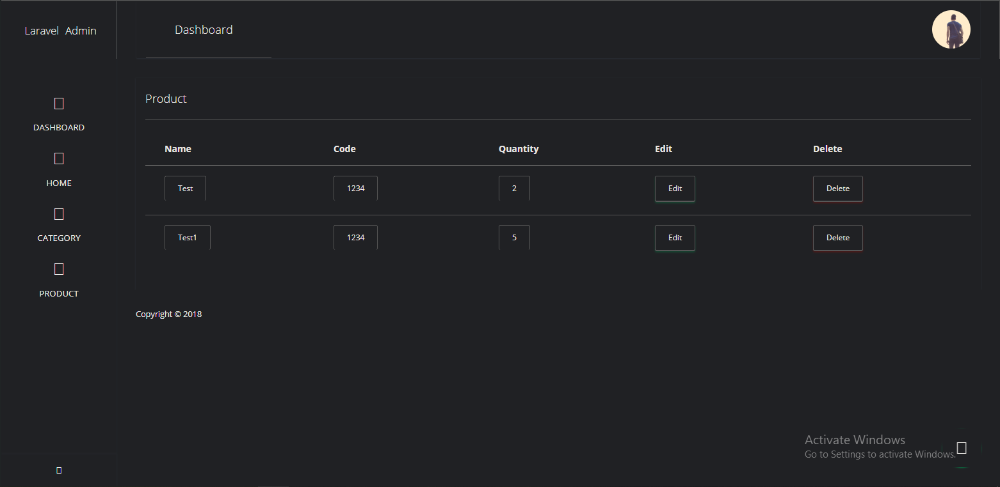 Laravel Admin
Dashboard
DASHBOARD
HOME
CATEGORY
PRODUCT
Product
Name Code Quantity Edit Delete
Test 1234 2 Edit Delete
Test1 1234 5 Edit Delete
Copyright © 2018
Activate Windows
Go to Settings to activate Windows.